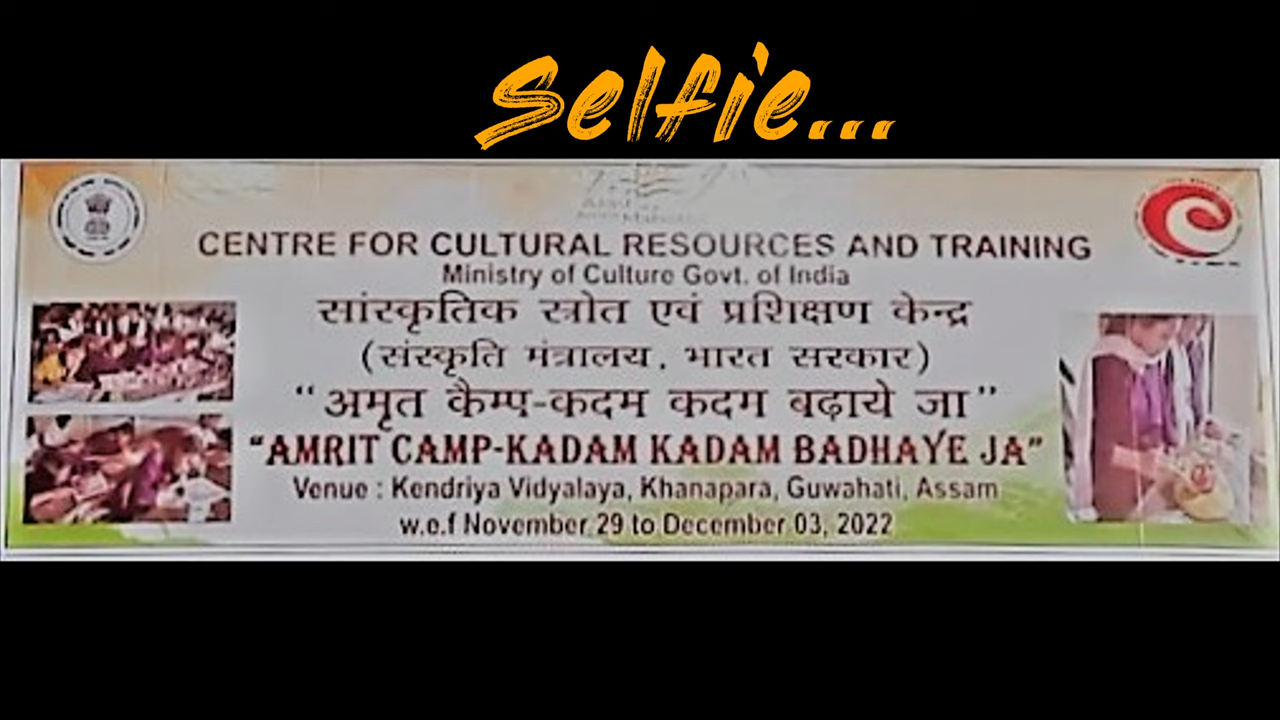 Selfie...
CENTRE FOR CULTURAL RESOURCES AND TRAINING
Ministry of Culture Govt. of India
सांस्कृतिक स्त्रोत एवं प्रशिक्षण केन्द्र
(संस्कृति मंत्रालय, भारत सरकार)
"अमृत कैम्प-कदम कदम बढ़ाये जा"
"AMRIT CAMP-KADAM KADAM BADHAYE JA"
Venue : Kendriya Vidyalaya, Khanapara, Guwahati, Assam
w.e.f November 29 to December 03, 2022